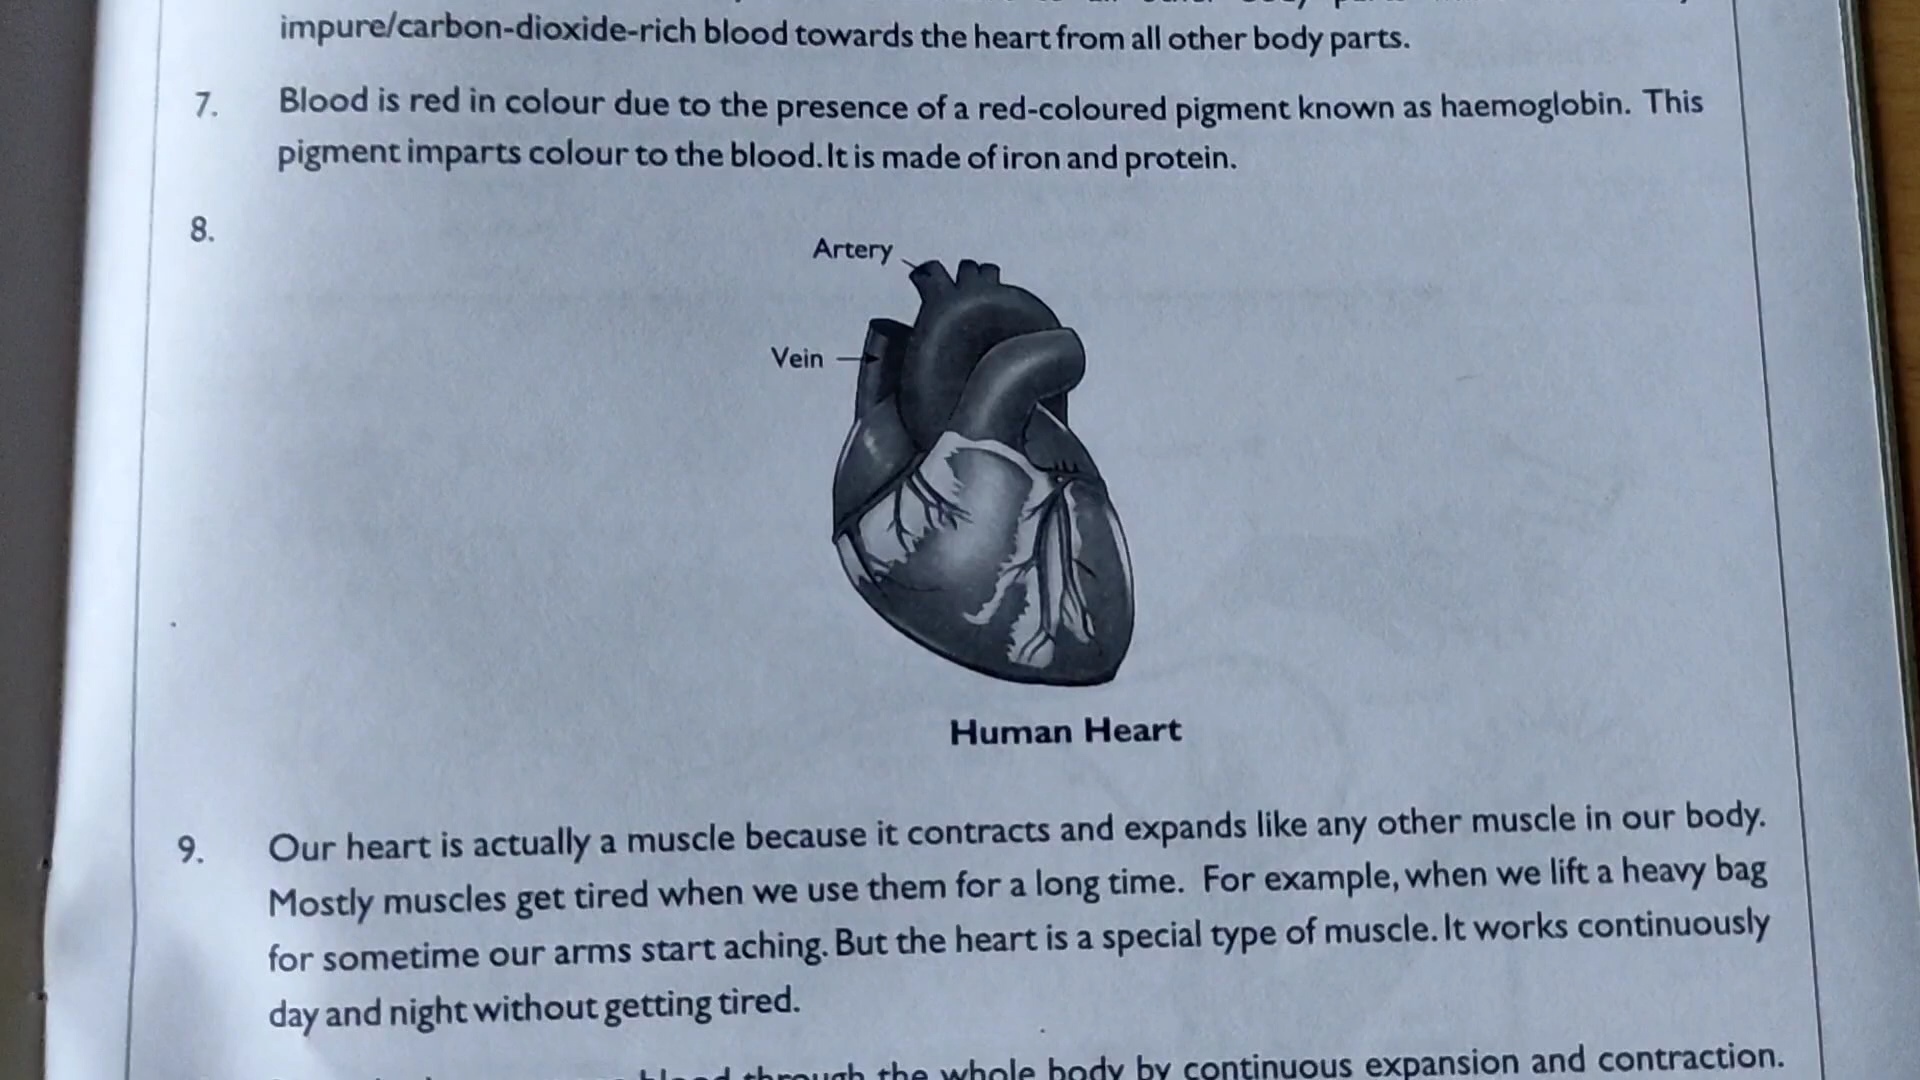 impure/carbon-dioxide-rich blood towards the heart from all other body parts.
7. Blood is red in colour due to the presence of a red-coloured pigment known as haemoglobin. This
pigment imparts colour to the blood. It is made of iron and protein.
8.
Artery
Vein
Human Heart
9. Our heart is actually a muscle because it contracts and expands like any other muscle in our body.
Mostly muscles get tired when we use them for a long time. For example, when we lift a heavy bag
for sometime our arms start aching. But the heart is a special type of muscle. It works continuously
day and night without getting tired.
blood through the whole body by continuous expansion and contraction.